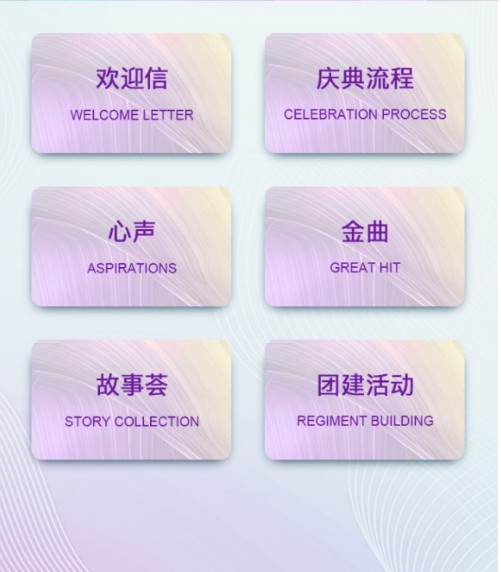 欢迎信
WELCOME LETTER
庆典流程
CELEBRATION PROCESS
心声
ASPIRATIONS
金曲
GREAT HIT
故事荟
STORY COLLECTION
团建活动
REGIMENT BUILDING